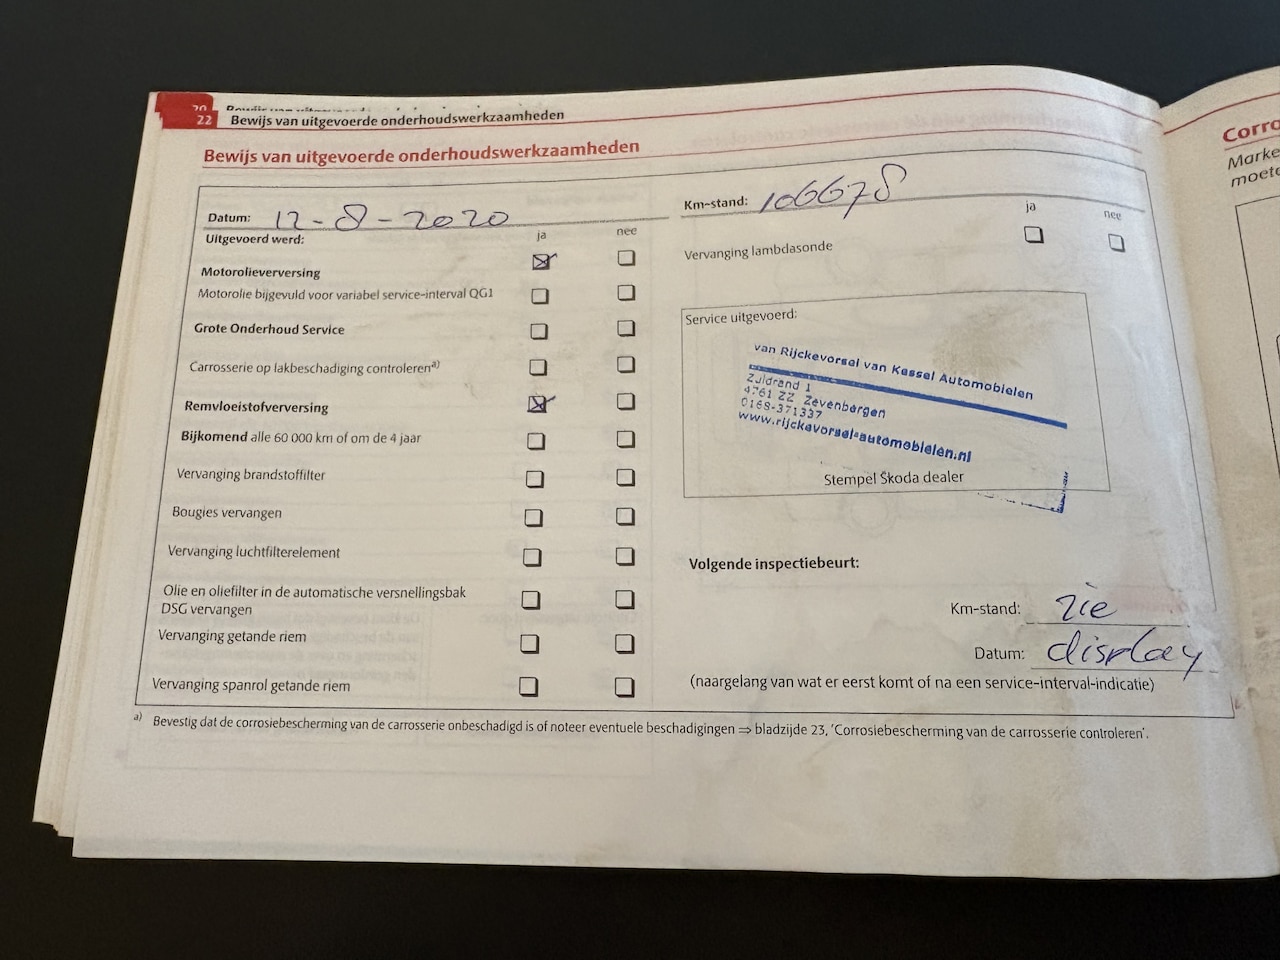 22 Bewijs van uitgevoerde onderhoudswerkzaamheden
Bewijs van uitgevoerde onderhoudswerkzaamheden
Datum: 12-8-2020
Uitgevoerd werd: ja nee
Motorolieverversing
Motorolie bijgevuld voor variabel service-interval QG1
Grote Onderhoud Service
Carrosserie op lakbeschadiging controleren a)
Remvloeistofverversing
Bijkomend alle 60 000 km of om de 4 jaar
Vervanging brandstoffilter
Bougies vervangen
Vervanging luchtfilterelement
Olie en oliefilter in de automatische versnellingsbak
DSG vervangen
Vervanging getande riem
Vervanging spanrol getande riem
Km-stand: 106678
ja nee
Vervanging lambdasonde
Service uitgevoerd:
van Rijckevorsel van Kessel Automobielen
Zuidrand 1
4761 ZZ Zevenbergen
0168-371337
www.rijckevorsel-automobielen.nl
Stempel Škoda dealer
Volgende inspectiebeurt:
Km-stand: zie
Datum: display
(naargelang van wat er eerst komt of na een service-interval-indicatie)
a) Bevestig dat de corrosiebescherming van de carrosserie onbeschadigd is of noteer eventuele beschadigingen ⇒ bladzijde 23, 'Corrosiebescherming van de carrosserie controleren'.
Marke